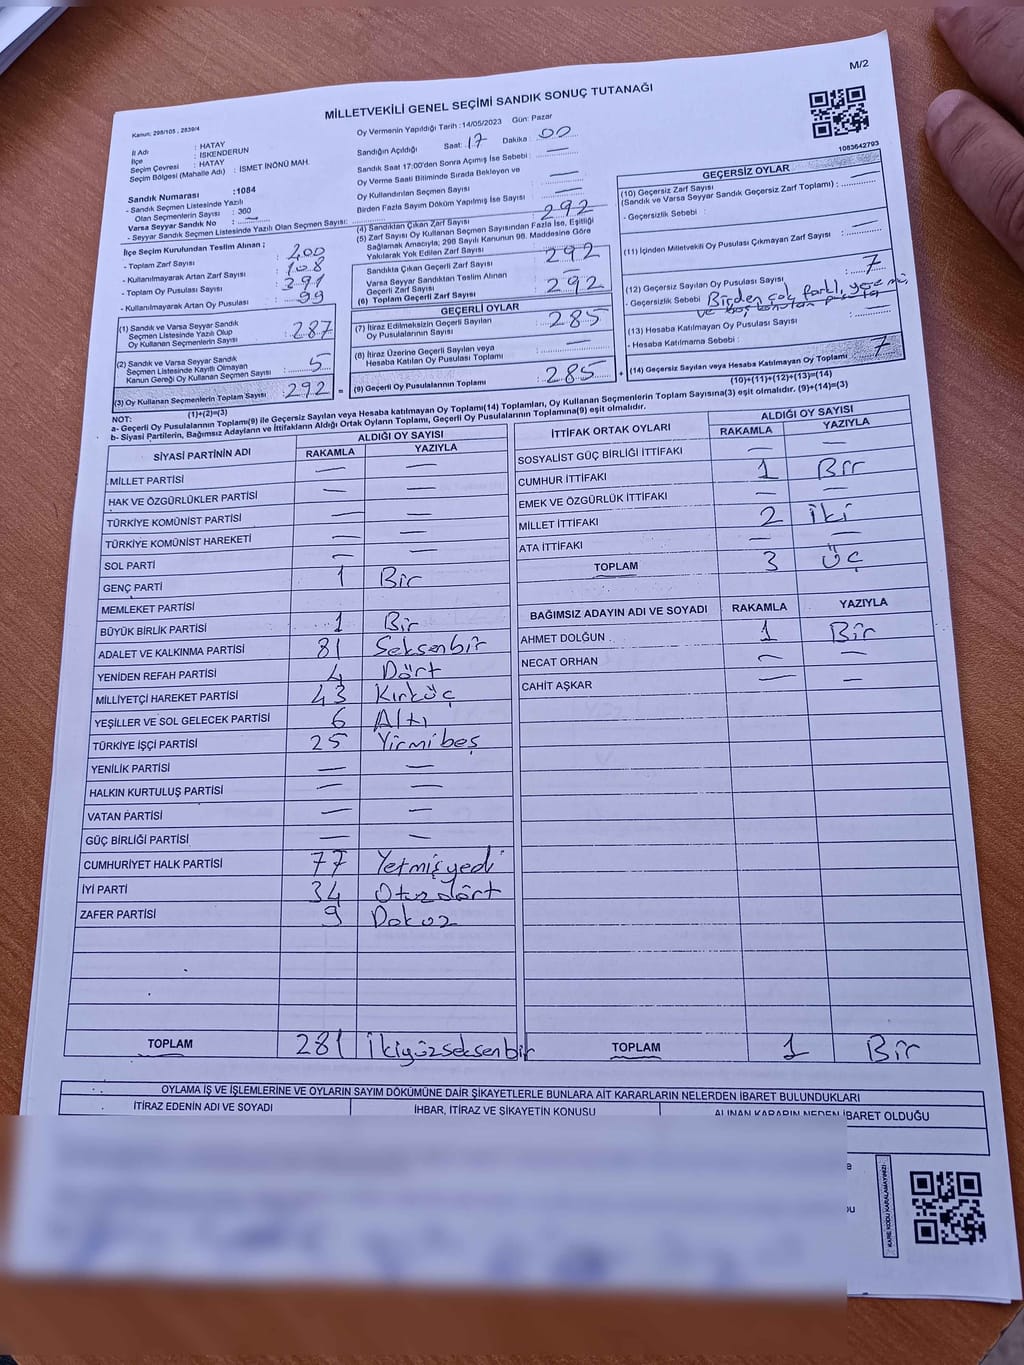 M/2
MİLLETVEKİLİ GENEL SEÇİMİ SANDIK SONUÇ TUTANAĞI
Kanun: 298/105 , 2839/4
Oy Vermenin Yapıldığı Tarih : 14/05/2023 Gün: Pazar
İl Adı : HATAY
İlçe : İSKENDERUN
Seçim Çevresi : HATAY
Seçim Bölgesi (Mahalle Adı) : İSMET İNÖNÜ MAH.
Sandığın Açıldığı Saat: 17 Dakika: 00
Sandık Saat 17:00'den Sonra Açımış İse Sebebi : —
Oy Verme Saati Bitiminde Sırada Bekleyen ve
Oy Kullandırılan Seçmen Sayısı —
Birden Fazla Sayım Döküm Yapılmış İse Sayısı —
1083642793
Sandık Numarası :1084
- Sandık Seçmen Listesinde Yazılı
Olan Seçmenlerin Sayısı : 360
Varsa Seyyar Sandık No : —
- Seyyar Sandık Seçmen Listesinde Yazılı Olan Seçmen Sayısı:
İlçe Seçim Kurulundan Teslim Alınan ;
- Toplam Zarf Sayısı : 400
- Kullanılmayarak Artan Zarf Sayısı : 108
- Toplam Oy Pusulası Sayısı : 391
- Kullanılmayarak Artan Oy Pusulası : 99
(1) Sandık ve Varsa Seyyar Sandık
Seçmen Listesinde Yazılı Olup
Oy Kullanan Seçmenlerin Sayısı : 287
(2) Sandık ve Varsa Seyyar Sandık
Seçmen Listesinde Kayıtlı Olmayan
Kanun Gereği Oy Kullanan Seçmen Sayısı : 5
(3) Oy Kullanan Seçmenlerin Toplam Sayısı : 292
(1)+(2)=(3)
(4) Sandıktan Çıkan Zarf Sayısı : 292
(5) Zarf Sayısı Oy Kullanan Seçmen Sayısından Fazla İse, Eşitliği
Sağlamak Amacıyla; 298 Sayılı Kanunun 98. Maddesine Göre
Yakılarak Yok Edilen Zarf Sayısı :
Sandıkta Çıkan Geçerli Zarf Sayısı : 292
Varsa Seyyar Sandıktan Teslim Alınan
Geçerli Zarf Sayısı : —
(6) Toplam Geçerli Zarf Sayısı : 292
GEÇERLİ OYLAR
(7) İtiraz Edilmeksizin Geçerli Sayılan
Oy Pusulalarının Sayısı : 285
(8) İtiraz Üzerine Geçerli Sayılan veya
Hesaba Katılan Oy Pusulası Toplamı : —
= (9) Geçerli Oy Pusulalarının Toplamı : 285
GEÇERSİZ OYLAR
(10) Geçersiz Zarf Sayısı
(Sandık ve Varsa Seyyar Sandık Geçersiz Zarf Toplamı) : —
- Geçersizlik Sebebi :
(11) İçinden Milletvekili Oy Pusulası Çıkmayan Zarf Sayısı : —
(12) Geçersiz Sayılan Oy Pusulası Sayısı : 7
- Geçersizlik Sebebi : Birden çok partli,
ve boş
(13) Hesaba Katılmayan Oy Pusulası Sayısı :
- Hesaba Katılmama Sebebi :
+ (14) Geçersiz Sayılan veya Hesaba Katılmayan Oy Toplamı : 7
(10)+(11)+(12)+(13)=(14)
NOT:
a- Geçerli Oy Pusulalarının Toplamı(9) ile Geçersiz Sayılan veya Hesaba katılmayan Oy Toplamı(14) Toplamları, Oy Kullanan Seçmenlerin Toplam Sayısına(3) eşit olmalıdır. (9)+(14)=(3)
b- Siyasi Partilerin, Bağımsız Adayların ve İttifakların Aldığı Ortak Oyların Toplamı, Geçerli Oy Pusulalarının Toplamına(9) eşit olmalıdır.
SİYASİ PARTİNİN ADI ALDIĞI OY SAYISI
RAKAMLA YAZIYLA
MİLLET PARTİSİ — —
HAK VE ÖZGÜRLÜKLER PARTİSİ — —
TÜRKİYE KOMÜNİST PARTİSİ — —
TÜRKİYE KOMÜNİST HAREKETİ — —
SOL PARTİ — —
GENÇ PARTİ 1 Bir
MEMLEKET PARTİSİ
BÜYÜK BİRLİK PARTİSİ 1 Bir
ADALET VE KALKINMA PARTİSİ 81 Seksenbir
YENİDEN REFAH PARTİSİ 4 Dört
MİLLİYETÇİ HAREKET PARTİSİ 43 Kırküç
YEŞİLLER VE SOL GELECEK PARTİSİ 6 Altı
TÜRKİYE İŞÇİ PARTİSİ 25 Yirmibeş
YENİLİK PARTİSİ — —
HALKIN KURTULUŞ PARTİSİ — —
VATAN PARTİSİ — —
GÜÇ BİRLİĞİ PARTİSİ — —
CUMHURİYET HALK PARTİSİ 77 Yetmişyedi
İYİ PARTİ 34 Otuzdört
ZAFER PARTİSİ 9 Dokuz
TOPLAM 281 ikiyüzseksenbir
İTTİFAK ORTAK OYLARI ALDIĞI OY SAYISI
RAKAMLA YAZIYLA
SOSYALİST GÜÇ BİRLİĞİ İTTİFAKI — —
CUMHUR İTTİFAKI 1 Bir
EMEK VE ÖZGÜRLÜK İTTİFAKI — —
MİLLET İTTİFAKI 2 İki
ATA İTTİFAKI — —
TOPLAM 3 Üç
BAĞIMSIZ ADAYIN ADI VE SOYADI RAKAMLA YAZIYLA
AHMET DOLĞUN 1 Bir
NECAT ORHAN — —
CAHİT AŞKAR — —
TOPLAM 1 Bir
OYLAMA İŞ VE İŞLEMLERİNE VE OYLARIN SAYIM DÖKÜMÜNE DAİR ŞİKAYETLERLE BUNLARA AİT KARARLARIN NELERDEN İBARET BULUNDUKLARI
İTİRAZ EDENİN ADI VE SOYADI İHBAR, İTİRAZ VE ŞİKAYETİN KONUSU ALINAN KARARIN NEDEN İBARET OLDUĞU
KARE KODU KARALAMAYINIZ!